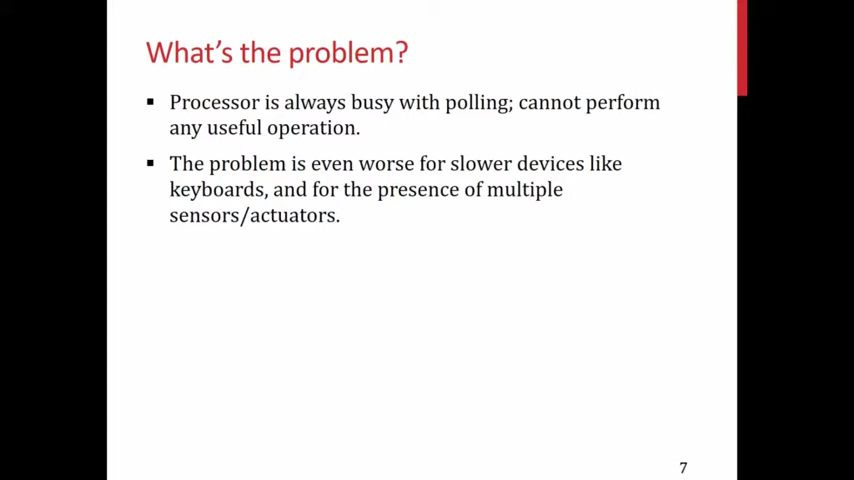 What's the problem?
▪ Processor is always busy with polling; cannot perform
any useful operation.
▪ The problem is even worse for slower devices like
keyboards, and for the presence of multiple
sensors/actuators.
7